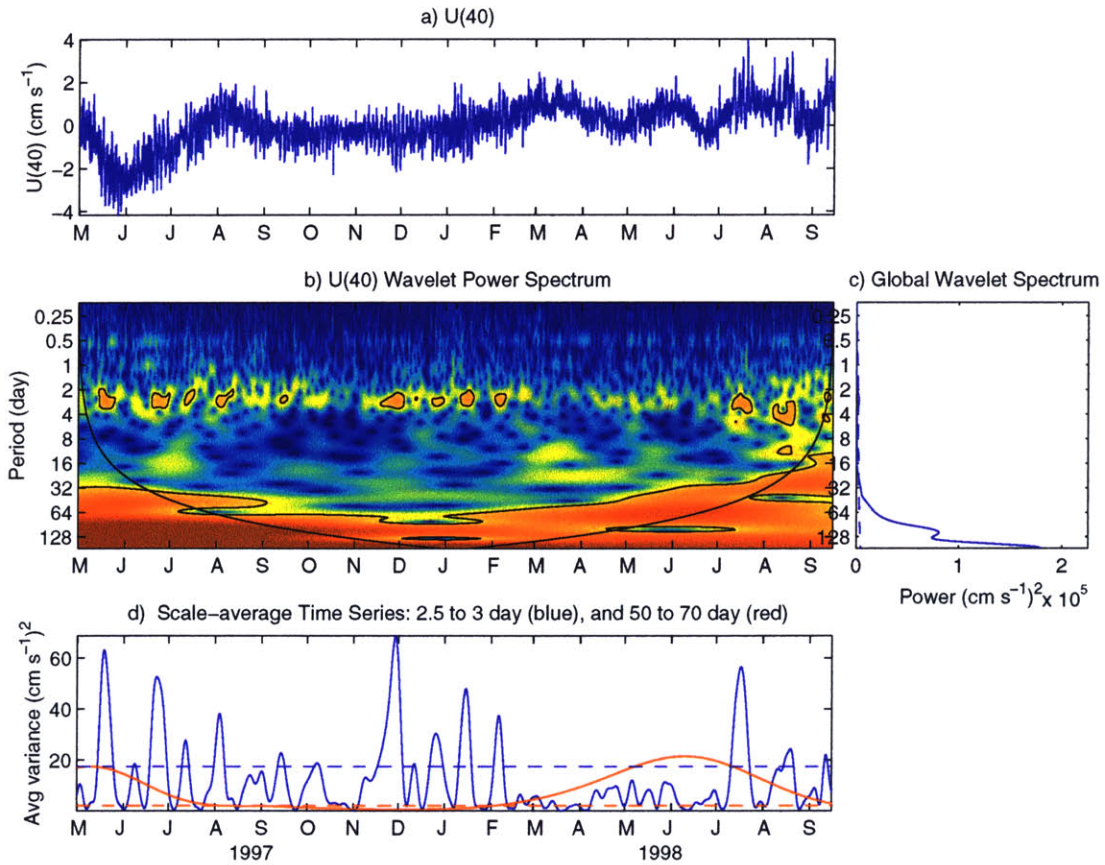 a) U(40)
U(40) (cm s⁻¹)
4
2
0
−2
−4
M J J A S O N D J F M A M J J A S
b) U(40) Wavelet Power Spectrum
Period (day)
0.25
0.5
1
2
4
8
16
32
64
128
M J J A S O N D J F M A M J J A S
c) Global Wavelet Spectrum
0.25
0.5
1
2
4
8
16
32
64
128
0 1 2
Power (cm s⁻¹)² x 10⁵
d) Scale−average Time Series: 2.5 to 3 day (blue), and 50 to 70 day (red)
Avg variance (cm s⁻¹)²
60
40
20
M J J A S O N D J F M A M J J A S
1997 1998